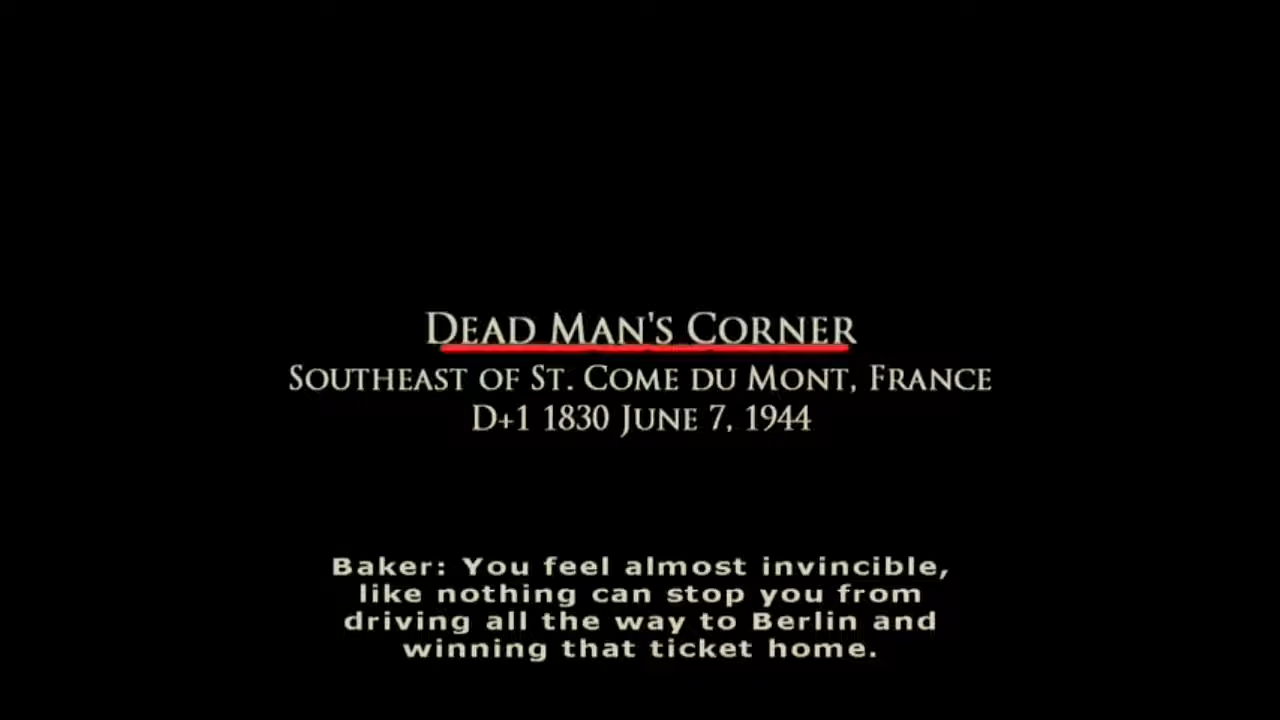 Dead Man's Corner
Southeast of St. Come du Mont, France
D+1 1830 June 7, 1944
Baker: You feel almost invincible,
like nothing can stop you from
driving all the way to Berlin and
winning that ticket home.